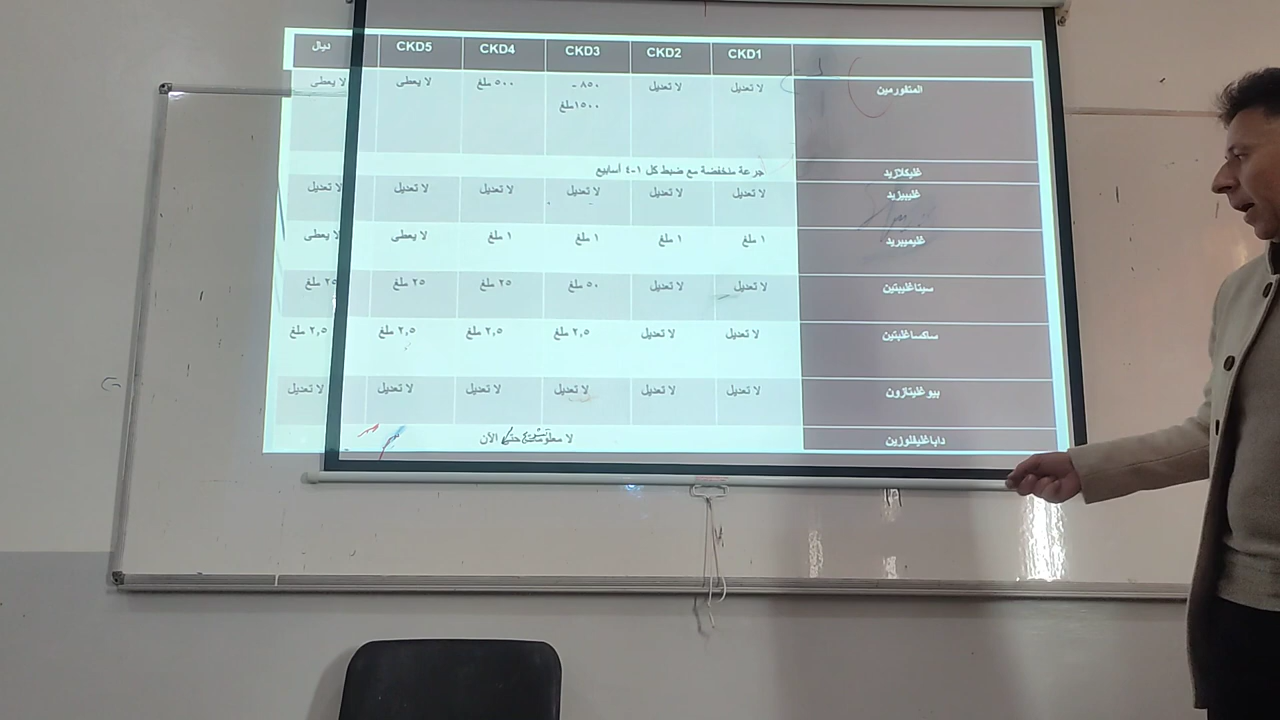 CKD1 CKD2 CKD3 CKD4 CKD5 ديال
المتفورمين لا تعديل لا تعديل ٨٥٠ - ٥٠٠ ملغ لا يعطى لا يعطى
١٥٠٠ملغ
غليكلازيد جرعة منخفضة مع ضبط كل ١-٤ أسابيع
غليبيزيد لا تعديل لا تعديل لا تعديل لا تعديل لا تعديل لا تعديل
غليميبريد ١ ملغ ١ ملغ ١ ملغ ١ ملغ لا يعطى لا يعطى
سيتاغليبتين لا تعديل لا تعديل ٥٠ ملغ ٢٥ ملغ ٢٥ ملغ ٢٥ ملغ
ساكساغلبتين لا تعديل لا تعديل ٢,٥ ملغ ٢,٥ ملغ ٢,٥ ملغ ٢,٥ ملغ
بيوغليتازون لا تعديل لا تعديل لا تعديل لا تعديل لا تعديل لا تعديل
داباغليفلوزين لا معلومات حتى الآن